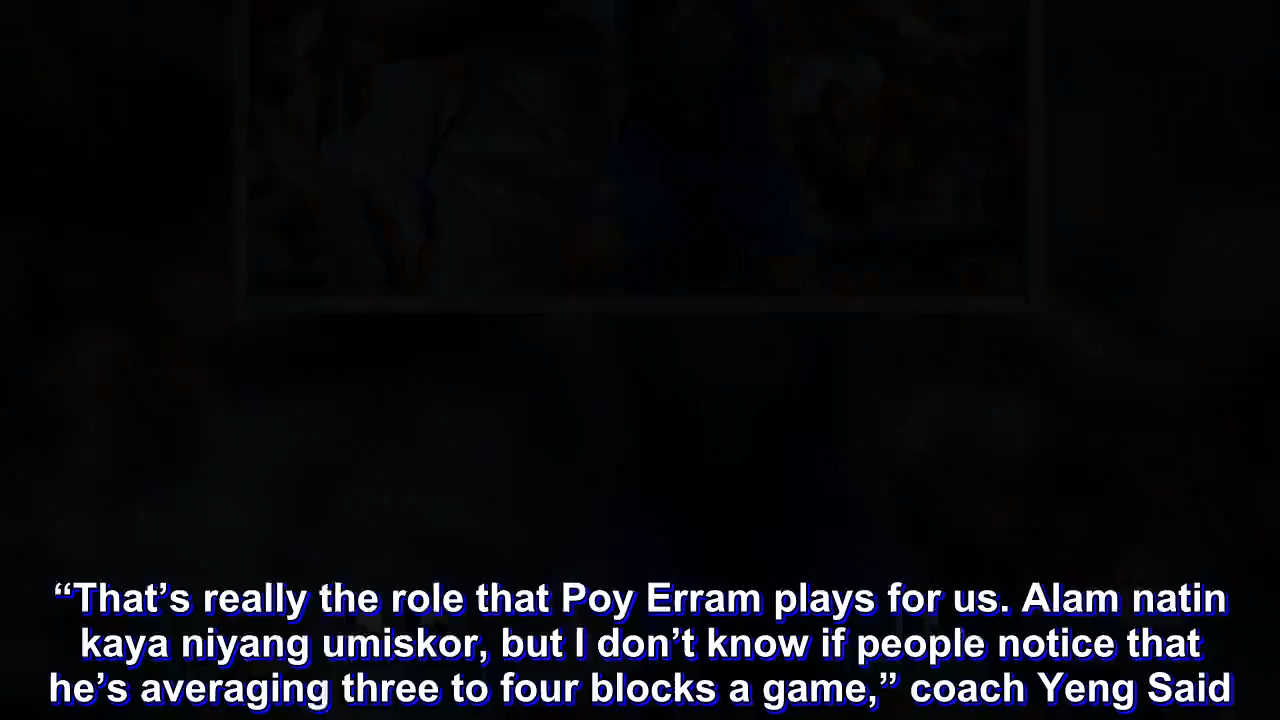 “That’s really the role that Poy Erram plays for us. Alam natin
kaya niyang umiskor, but I don’t know if people notice that
he’s averaging three to four blocks a game,” coach Yeng Said